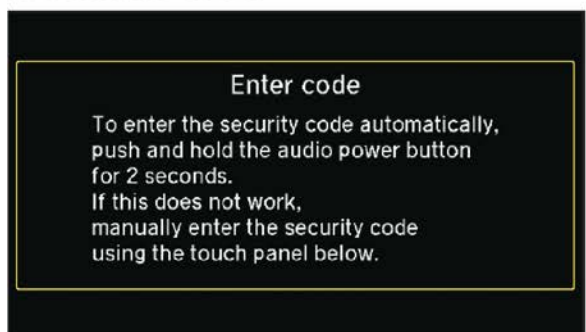 Enter code
To enter the security code automatically,
push and hold the audio power button
for 2 seconds.
If this does not work,
manually enter the security code
using the touch panel below.